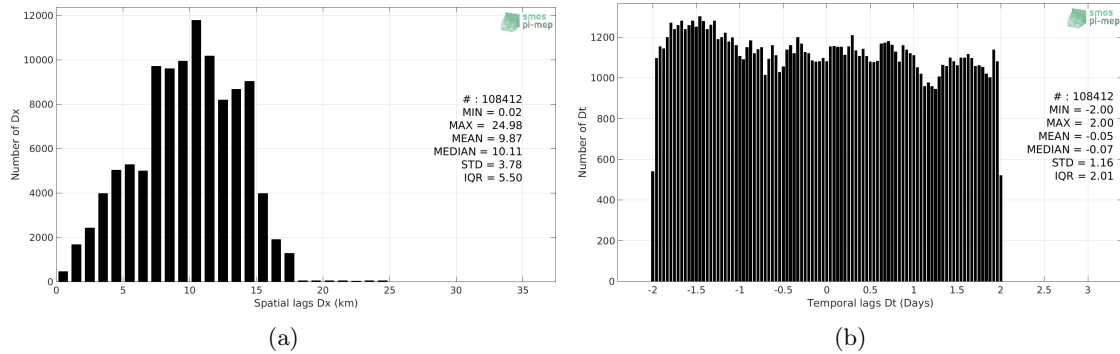 smos
pi-mep
12000
10000
8000
6000
4000
2000
0
Number of Dx
# : 108412
MIN = 0.02
MAX = 24.98
MEAN = 9.87
MEDIAN = 10.11
STD = 3.78
IQR = 5.50
0 5 10 15 20 25 30 35
Spatial lags Dx (km)
(a)
smos
pi-mep
1200
1000
800
600
400
200
0
Number of Dt
# : 108412
MIN = -2.00
MAX = 2.00
MEAN = -0.05
MEDIAN = -0.07
STD = 1.16
IQR = 2.01
-2 -1.5 -1 -0.5 0 0.5 1 1.5 2 2.5 3
Temporal lags Dt (Days)
(b)